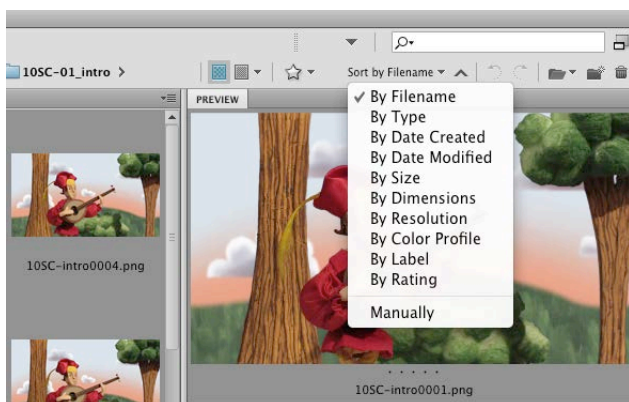 10SC-01_intro >
Sort by Filename
PREVIEW
✓ By Filename
By Type
By Date Created
By Date Modified
By Size
By Dimensions
By Resolution
By Color Profile
By Label
By Rating
Manually
10SC-intro0004.png
10SC-intro0001.png